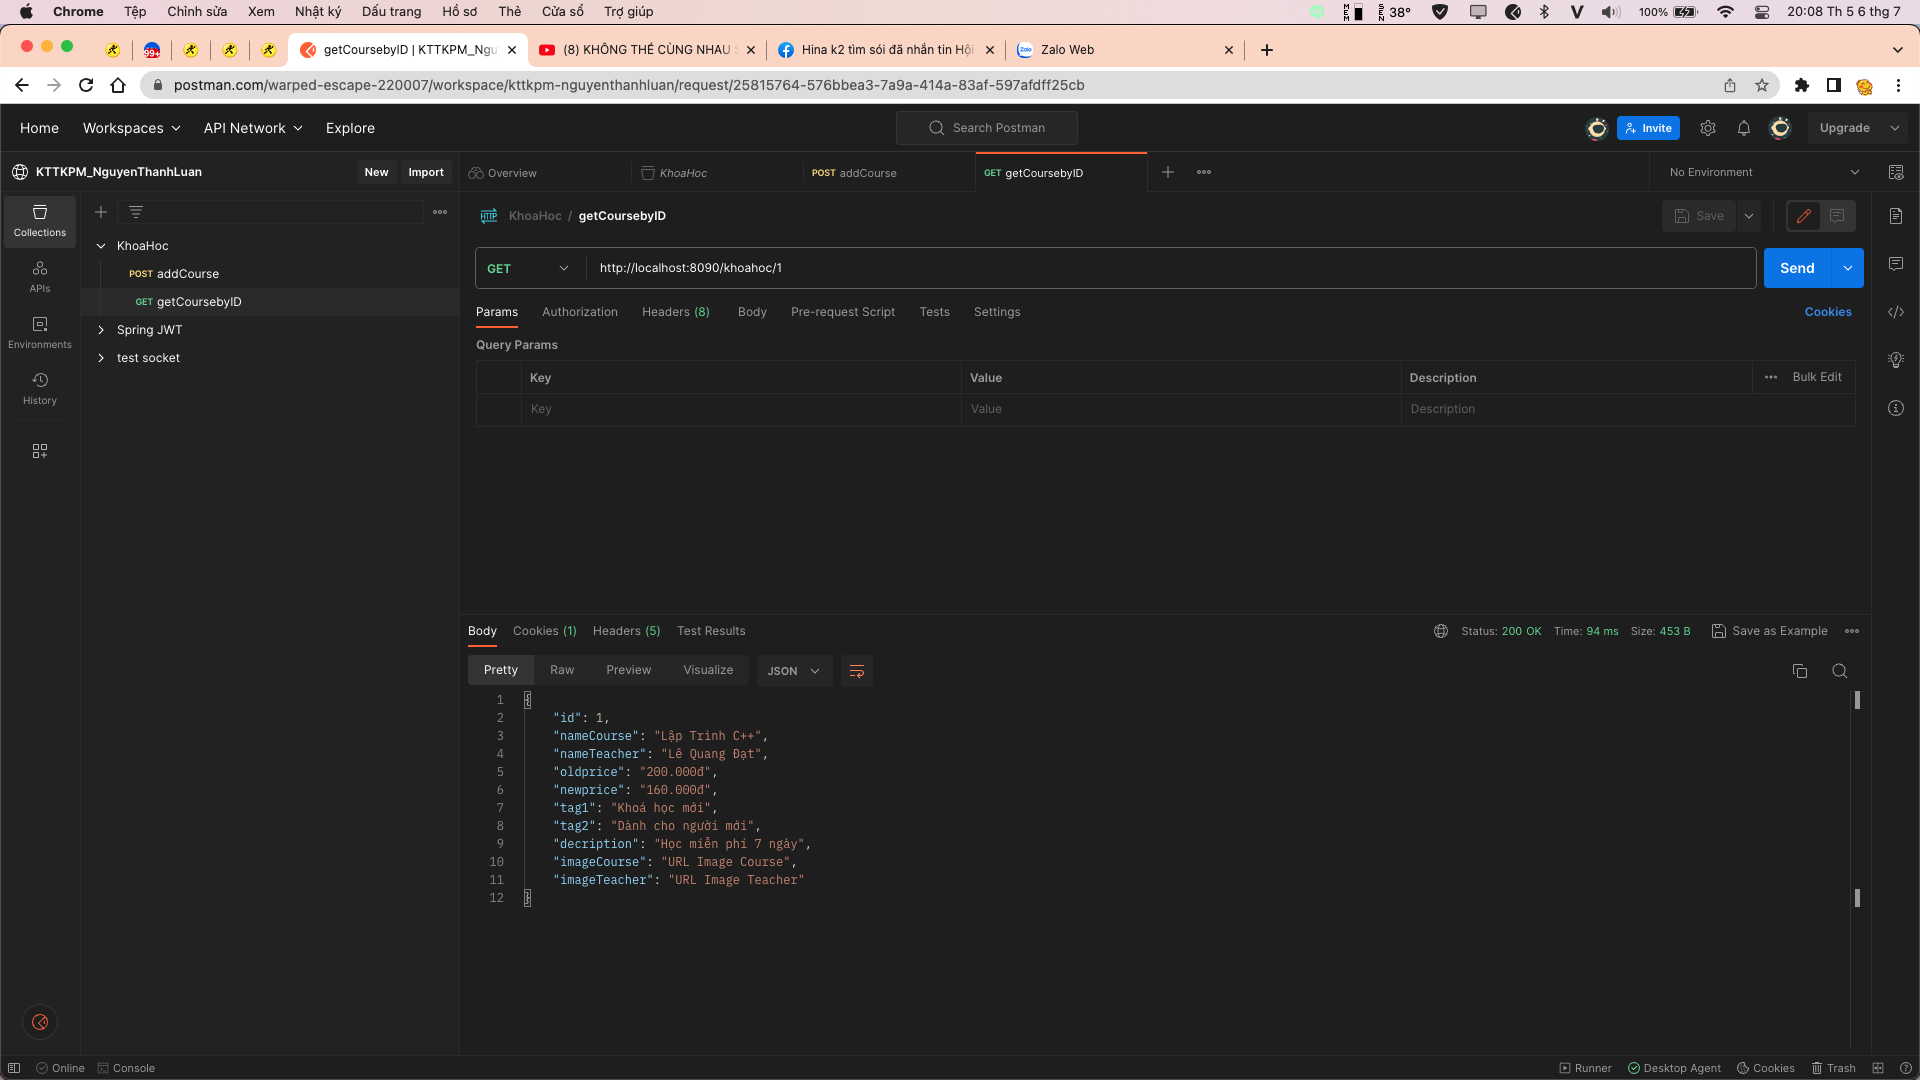 Chrome Tệp Chỉnh sửa Xem Nhật ký Dấu trang Hồ sơ Thẻ Cửa sổ Trợ giúp MEM SEN 38° V 100% 20:08 Th 5 6 thg 7
99+ getCoursebyID | KTTKPM_Ngu (8) KHÔNG THỂ CÙNG NHAU S Hina k2 tìm sói đã nhắn tin Hội Zalo Web
postman.com/warped-escape-220007/workspace/kttkpm-nguyenthanhluan/request/25815764-576bbea3-7a9a-414a-83af-597afdff25cb
Home Workspaces API Network Explore Search Postman Invite Upgrade
KTTKPM_NguyenThanhLuan New Import Overview KhoaHoc POST addCourse GET getCoursebyID No Environment
Collections
APIs
Environments
History
KhoaHoc
POST addCourse
GET getCoursebyID
Spring JWT
test socket
HTTP KhoaHoc / getCoursebyID Save
GET http://localhost:8090/khoahoc/1 Send
Params Authorization Headers (8) Body Pre-request Script Tests Settings Cookies
Query Params
Key Value Description Bulk Edit
Key Value Description
Body Cookies (1) Headers (5) Test Results Status: 200 OK Time: 94 ms Size: 453 B Save as Example
Pretty Raw Preview Visualize JSON
1 {
2 "id": 1,
3 "nameCourse": "Lập Trình C++",
4 "nameTeacher": "Lê Quang Đạt",
5 "oldprice": "200.000đ",
6 "newprice": "160.000đ",
7 "tag1": "Khoá học mới",
8 "tag2": "Dành cho người mới",
9 "decription": "Học miễn phí 7 ngày",
10 "imageCourse": "URL Image Course",
11 "imageTeacher": "URL Image Teacher"
12 }
Online Console Runner Desktop Agent Cookies Trash